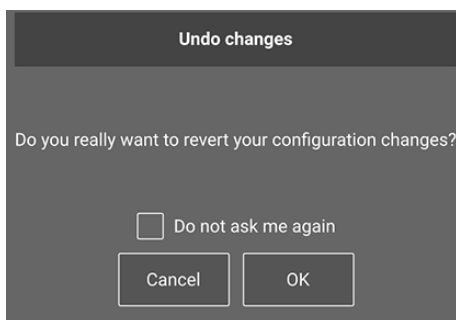 Undo changes
Do you really want to revert your configuration changes?
Do not ask me again
Cancel OK